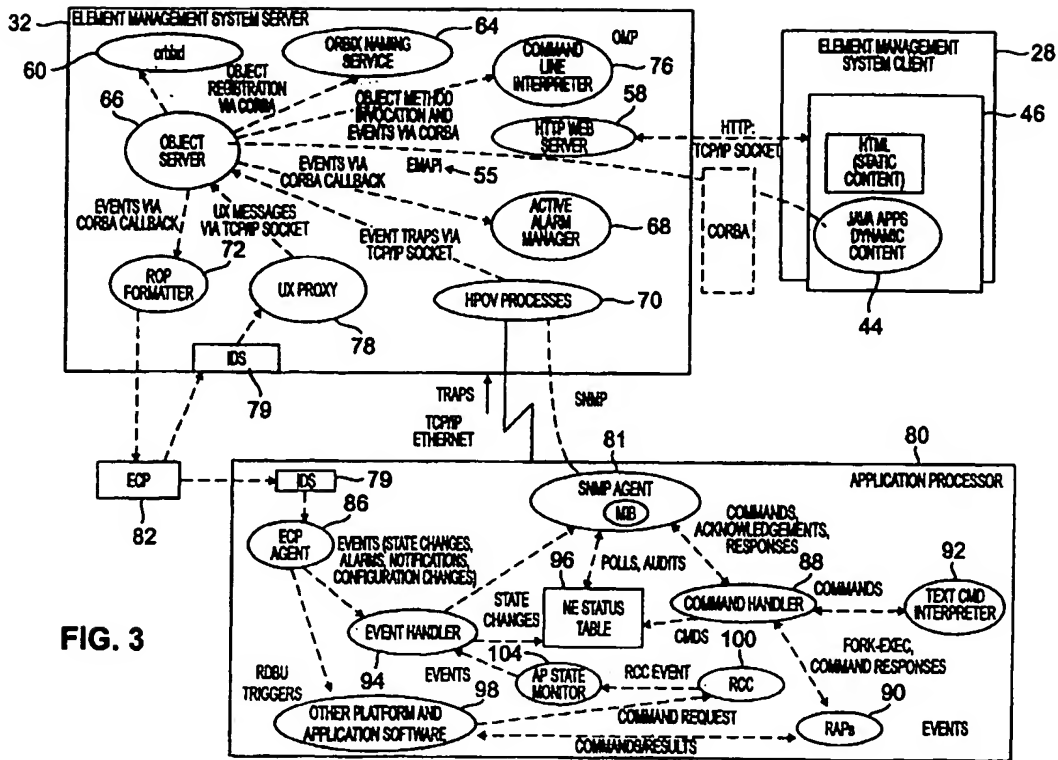 32
ELEMENT MANAGEMENT SYSTEM SERVER
orbixd
60
ORBIX NAMING
SERVICE
64
COMMAND
LINE
INTERPRETER
OMP
76
ELEMENT MANAGEMENT
SYSTEM CLIENT
28
46
OBJECT
REGISTRATION
VIA CORBA
66
OBJECT
SERVER
OBJECT METHOD
INVOCATION AND
EVENTS VIA CORBA
58
HTTP WEB
SERVER
HTTP:
TCP/IP SOCKET
HTML
(STATIC
CONTENT)
EVENTS VIA
CORBA CALLBACK
EMAPI
55
EVENTS VIA
CORBA CALLBACK
UX MESSAGES
VIA TCP/IP SOCKET
72
ROP
FORMATTER
UX PROXY
78
EVENT TRAPS VIA
TCP/IP SOCKET
ACTIVE
ALARM
MANAGER
68
CORBA
JAVA APPS
DYNAMIC
CONTENT
44
HPOV PROCESSES
70
IDS
79
TRAPS
TCP/IP
ETHERNET
SNMP
ECP
82
80
APPLICATION PROCESSOR
81
SNMP AGENT
MIB
IDS
79
86
ECP
AGENT
EVENTS (STATE CHANGES,
ALARMS, NOTIFICATIONS,
CONFIGURATION CHANGES)
96
POLLS, AUDITS
COMMANDS,
ACKNOWLEDGEMENTS,
RESPONSES
88
COMMAND HANDLER
COMMANDS
92
TEXT CMD
INTERPRETER
STATE
CHANGES
NE STATUS
TABLE
CMDS
EVENT HANDLER
94
104
AP STATE
MONITOR
EVENTS
RCC EVENT
100
RCC
FORK-EXEC,
COMMAND RESPONSES
FIG. 3
RDBU
TRIGGERS
98
OTHER PLATFORM AND
APPLICATION SOFTWARE
COMMAND REQUEST
COMMANDS/RESULTS
90
RAPs
EVENTS